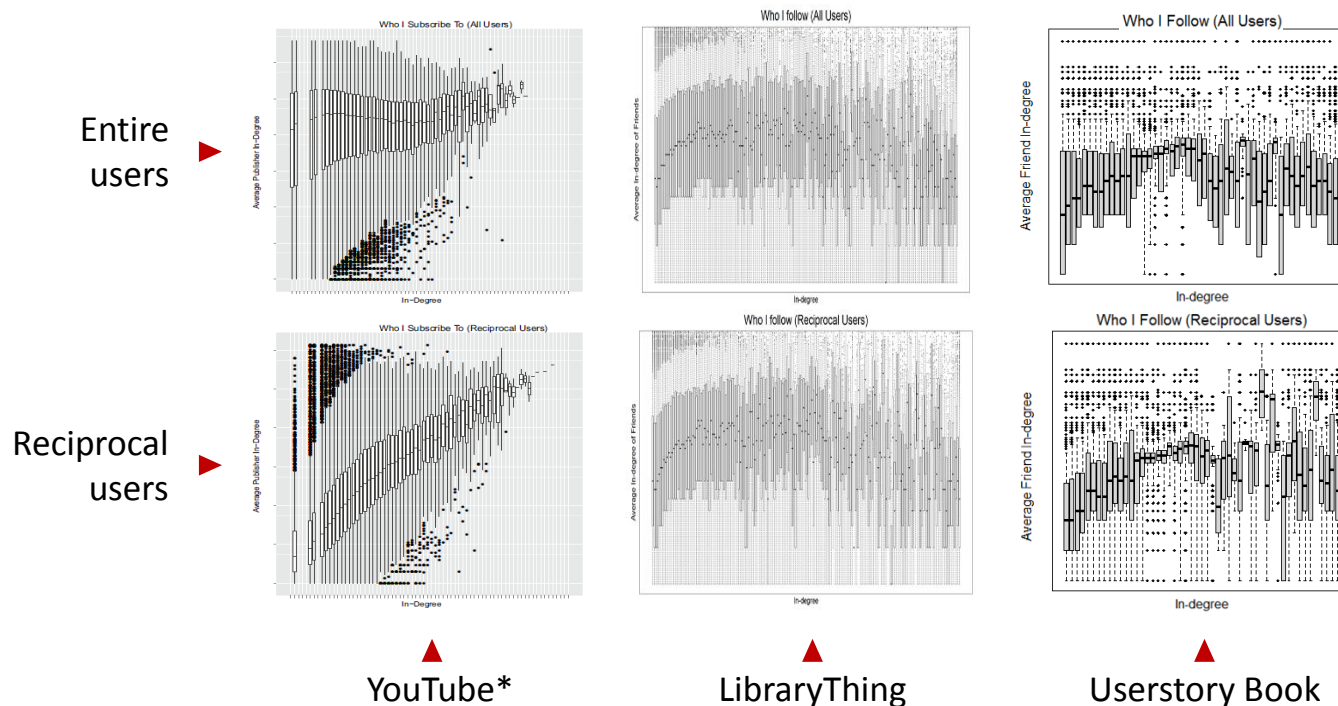 Who I Subscribe To (All Users)
Average Publisher In-Degree
In-Degree
Who I follow (All Users)
Average In-degree of Friends
In-degree
Who I Follow (All Users)
Average Friend In-degree
In-degree
Entire
users
Who I Subscribe To (Reciprocal Users)
Average Publisher In-Degree
In-Degree
Who I follow (Reciprocal Users)
Average In-degree of Friends
In-degree
Who I Follow (Reciprocal Users)
Average Friend In-degree
In-degree
Reciprocal
users
YouTube*
LibraryThing
Userstory Book